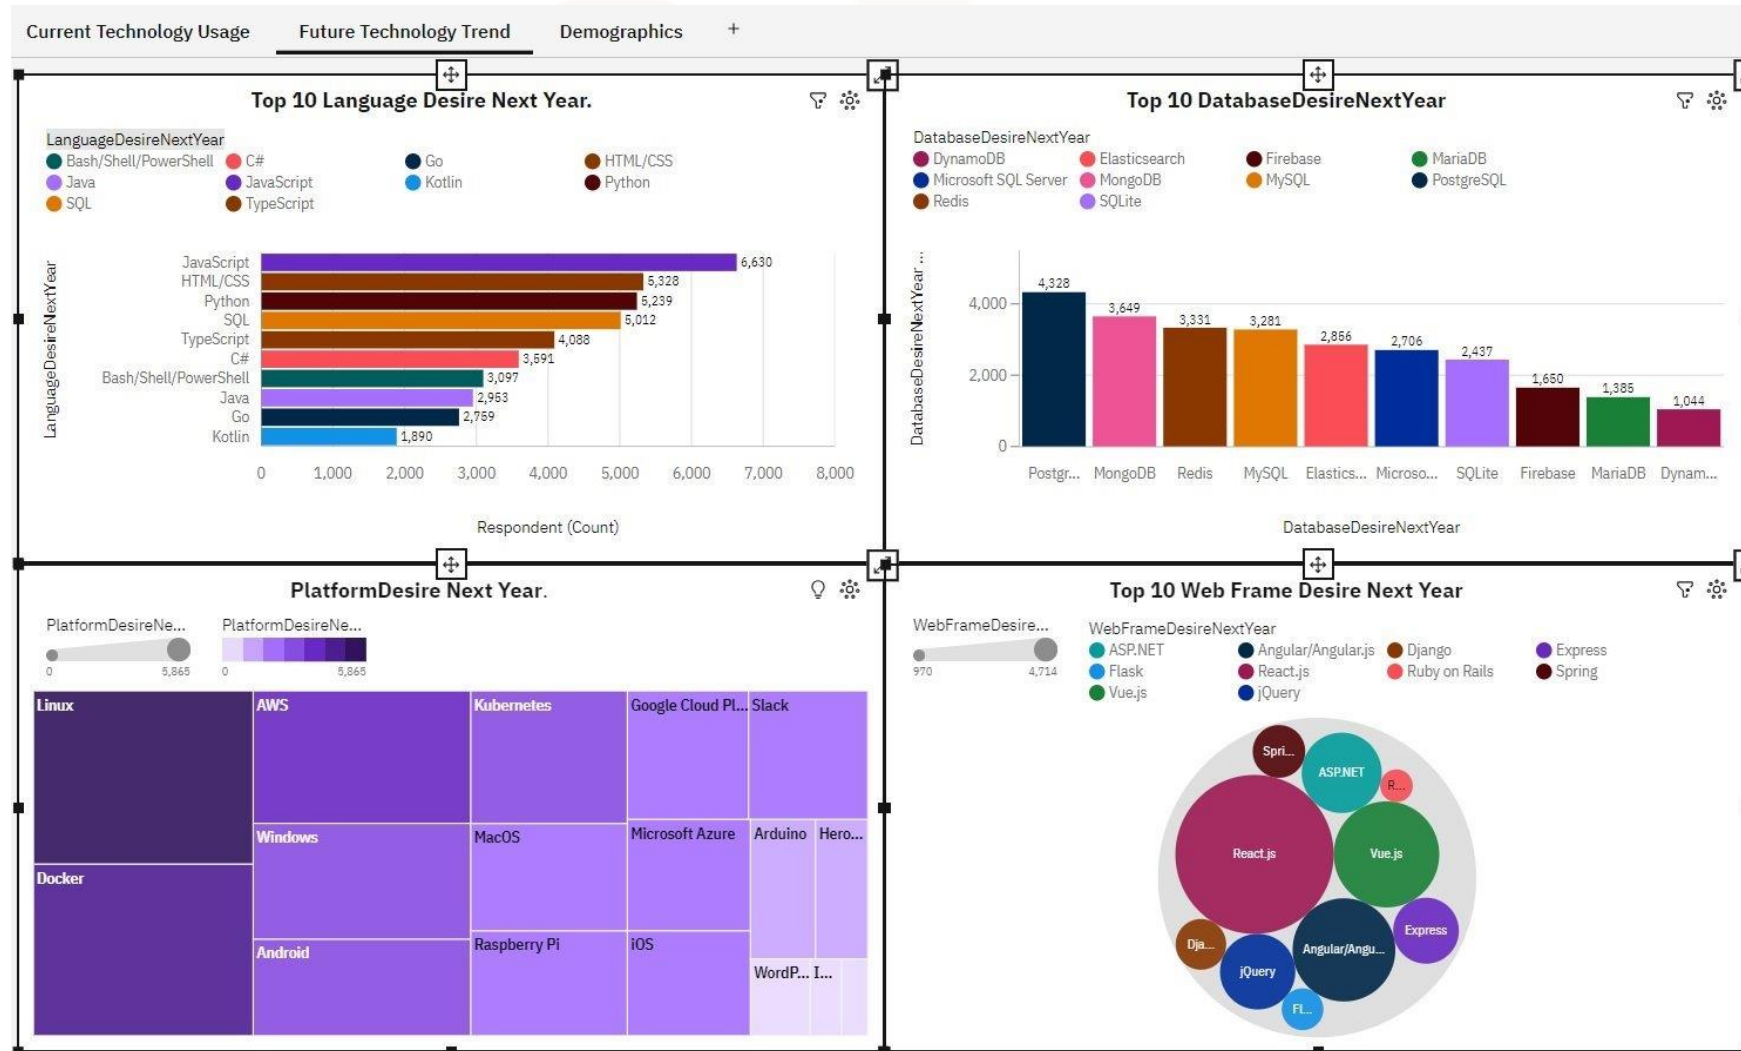 Current Technology Usage Future Technology Trend Demographics +
Top 10 Language Desire Next Year.
LanguageDesireNextYear
Bash/Shell/PowerShell C# Go HTML/CSS
Java JavaScript Kotlin Python
SQL TypeScript
LanguageDesireNextYear
JavaScript 6,630
HTML/CSS 5,328
Python 5,239
SQL 5,012
TypeScript 4,088
C# 3,591
Bash/Shell/PowerShell 3,097
Java 2,953
Go 2,759
Kotlin 1,890
0 1,000 2,000 3,000 4,000 5,000 6,000 7,000 8,000
Respondent (Count)
Top 10 DatabaseDesireNextYear
DatabaseDesireNextYear
DynamoDB Elasticsearch Firebase MariaDB
Microsoft SQL Server MongoDB MySQL PostgreSQL
Redis SQLite
DatabaseDesireNextYear ...
4,000
2,000
0
4,328 3,649 3,331 3,281 2,856 2,706 2,437 1,650 1,385 1,044
Postgr... MongoDB Redis MySQL Elastics... Microso... SQLite Firebase MariaDB Dynam...
DatabaseDesireNextYear
PlatformDesire Next Year.
PlatformDesireNe... PlatformDesireNe...
0 5,865 0 5,865
Linux AWS Kubernetes Google Cloud Pl... Slack
Windows MacOS Microsoft Azure Arduino Hero...
Docker
Android Raspberry Pi iOS
WordP... I...
Top 10 Web Frame Desire Next Year
WebFrameDesire... WebFrameDesireNextYear
970 4,714
ASP.NET Angular/Angular.js Django Express
Flask React.js Ruby on Rails Spring
Vue.js jQuery
Spri...
ASP.NET
R...
React.js
Vue.js
Express
Dja...
Angular/Angu...
jQuery
Fl...